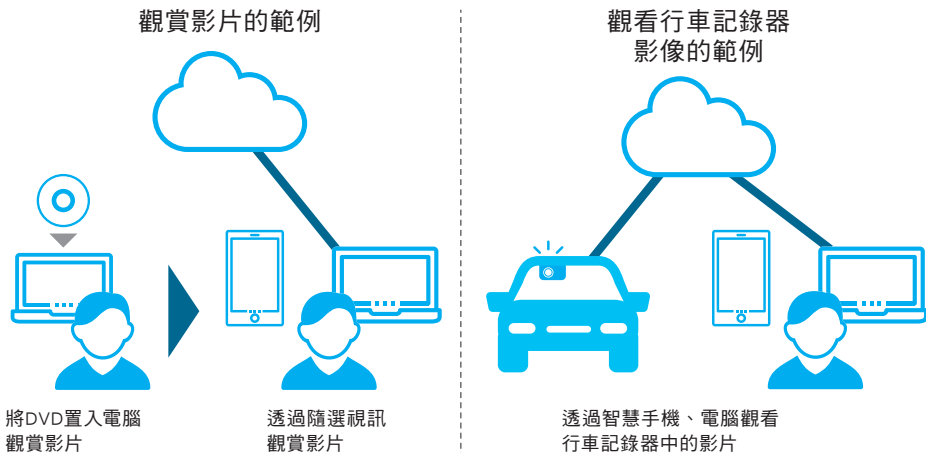 觀賞影片的範例
將DVD置入電腦
觀賞影片
透過隨選視訊
觀賞影片
觀看行車記錄器
影像的範例
透過智慧手機、電腦觀看
行車記錄器中的影片